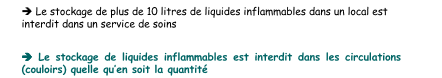 ➔ Le stockage de plus de 10 litres de liquides inflammables dans un local est
interdit dans un service de soins
➔ Le stockage de liquides inflammables est interdit dans les circulations
(couloirs) quelle qu'en soit la quantité